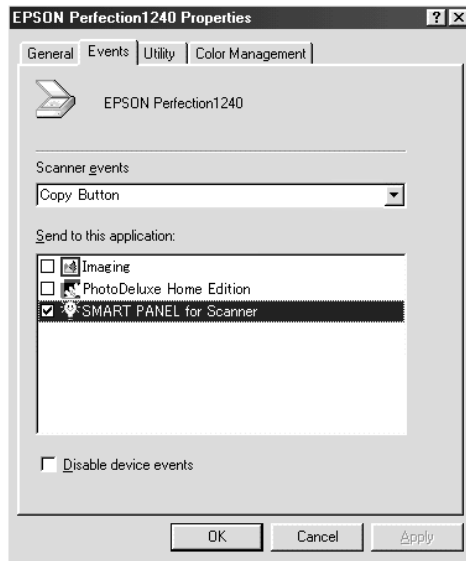 EPSON Perfection1240 Properties
General Events Utility Color Management
EPSON Perfection1240
Scanner events
Copy Button
Send to this application:
Imaging
PhotoDeluxe Home Edition
SMART PANEL for Scanner
Disable device events
OK Cancel Apply